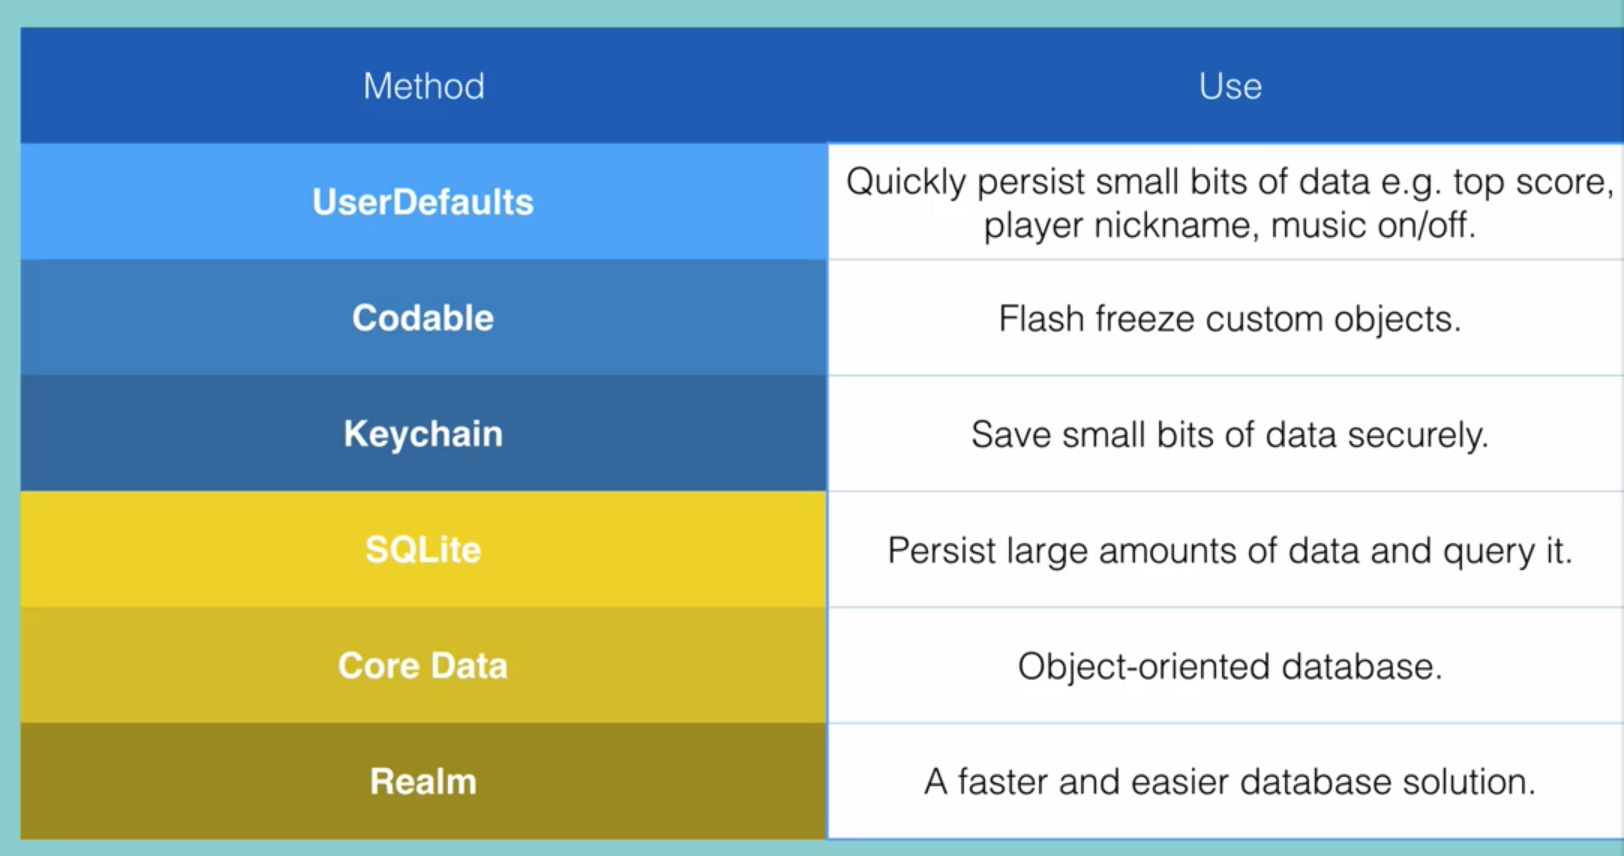 Method
Use
UserDefaults
Quickly persist small bits of data e.g. top score,
player nickname, music on/off.
Codable
Flash freeze custom objects.
Keychain
Save small bits of data securely.
SQLite
Persist large amounts of data and query it.
Core Data
Object-oriented database.
Realm
A faster and easier database solution.